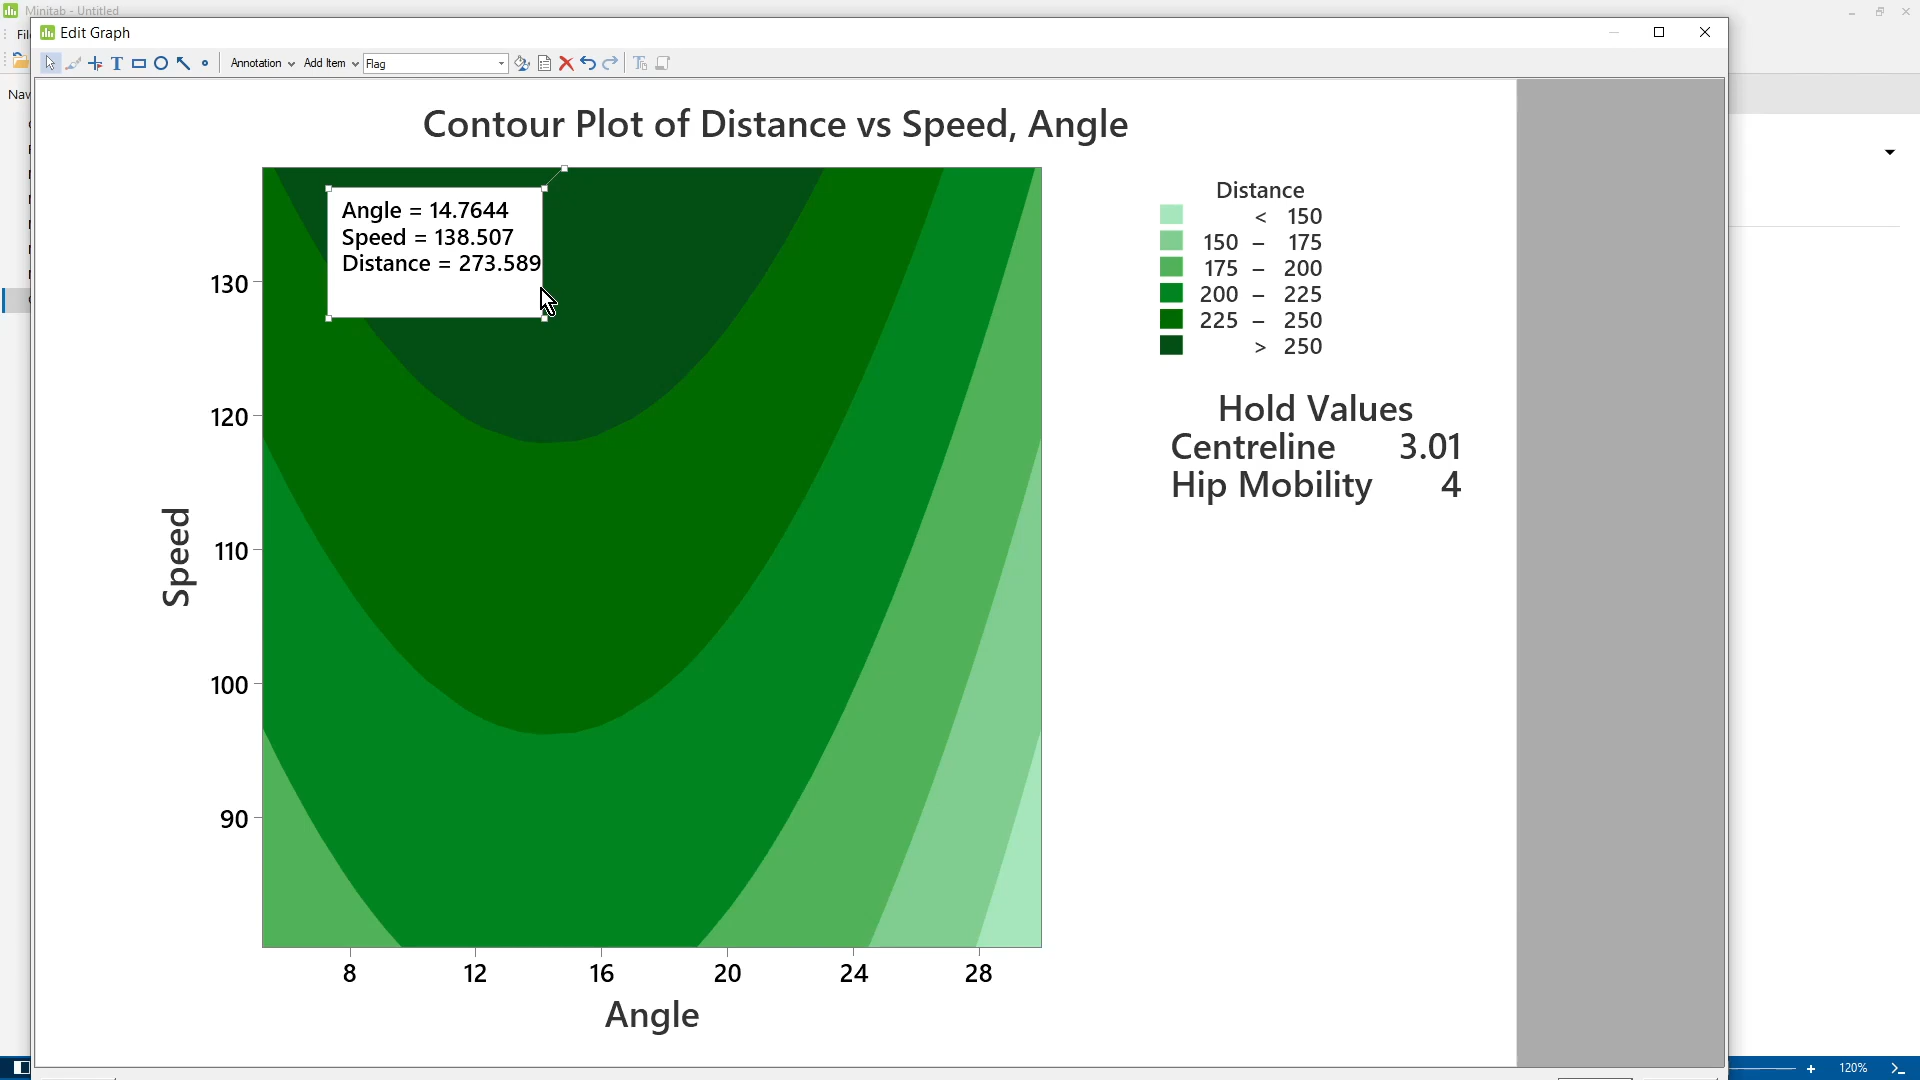 Minitab - Untitled
Edit Graph
Annotation Add Item Flag
Contour Plot of Distance vs Speed, Angle
Angle = 14.7644
Speed = 138.507
Distance = 273.589
Distance
< 150
150 – 175
175 – 200
200 – 225
225 – 250
> 250
Hold Values
Centreline 3.01
Hip Mobility 4
130
120
110
100
90
Speed
8 12 16 20 24 28
Angle
120%